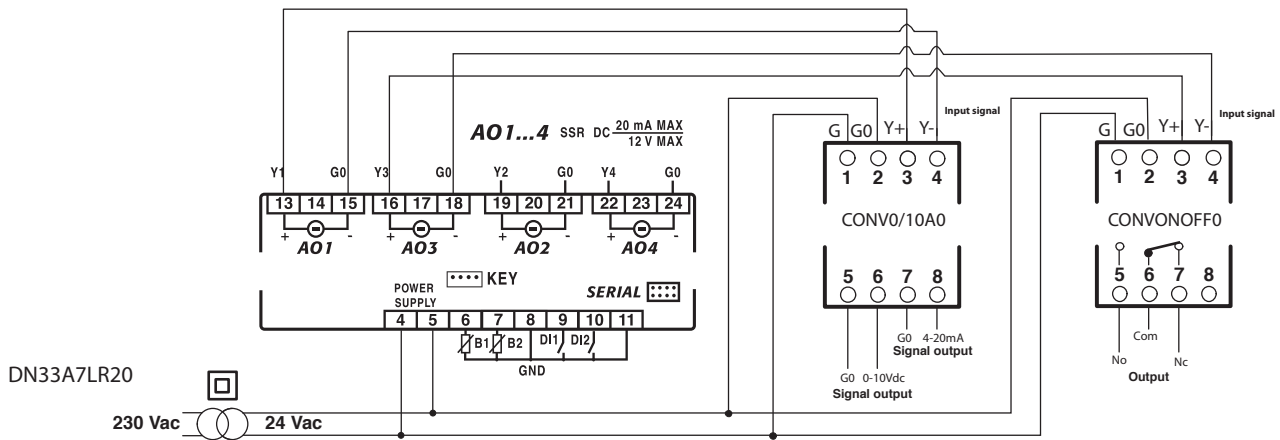 AO1...4 SSR DC 20 mA MAX
12 V MAX
Y1 G0 Y3 G0 Y2 G0 Y4 G0
13 14 15 16 17 18 19 20 21 22 23 24
+ - + - + - + -
AO1 AO3 AO2 AO4
KEY
POWER
SUPPLY
SERIAL
4 5 6 7 8 9 10 11
B1 B2 DI1 DI2
GND
DN33A7LR20
230 Vac 24 Vac
Input signal
G G0 Y+ Y-
1 2 3 4
CONV0/10A0
5 6 7 8
G0 4-20mA
Signal output
G0 0-10Vdc
Signal output
Input signal
G G0 Y+ Y-
1 2 3 4
CONVONOFF0
5 6 7 8
Com
No Nc
Output